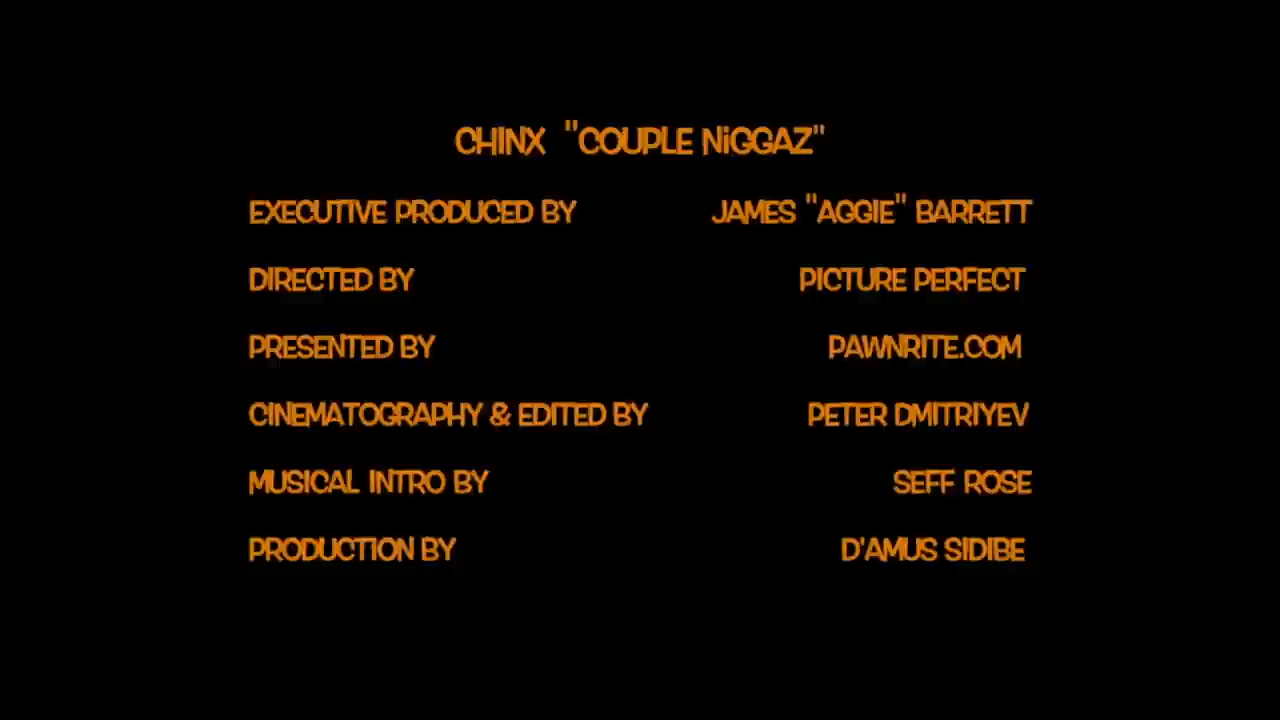 CHINX "COUPLE NiGGAZ"
EXECUTIVE PRODUCED BY JAMES "AGGIE" BARRETT
DIRECTED BY PICTURE PERFECT
PRESENTED BY PAWNRITE.COM
CINEMATOGRAPHY & EDITED BY PETER DMITRIYEV
MUSICAL INTRO BY SEFF ROSE
PRODUCTION BY D'AMUS SIDIBE